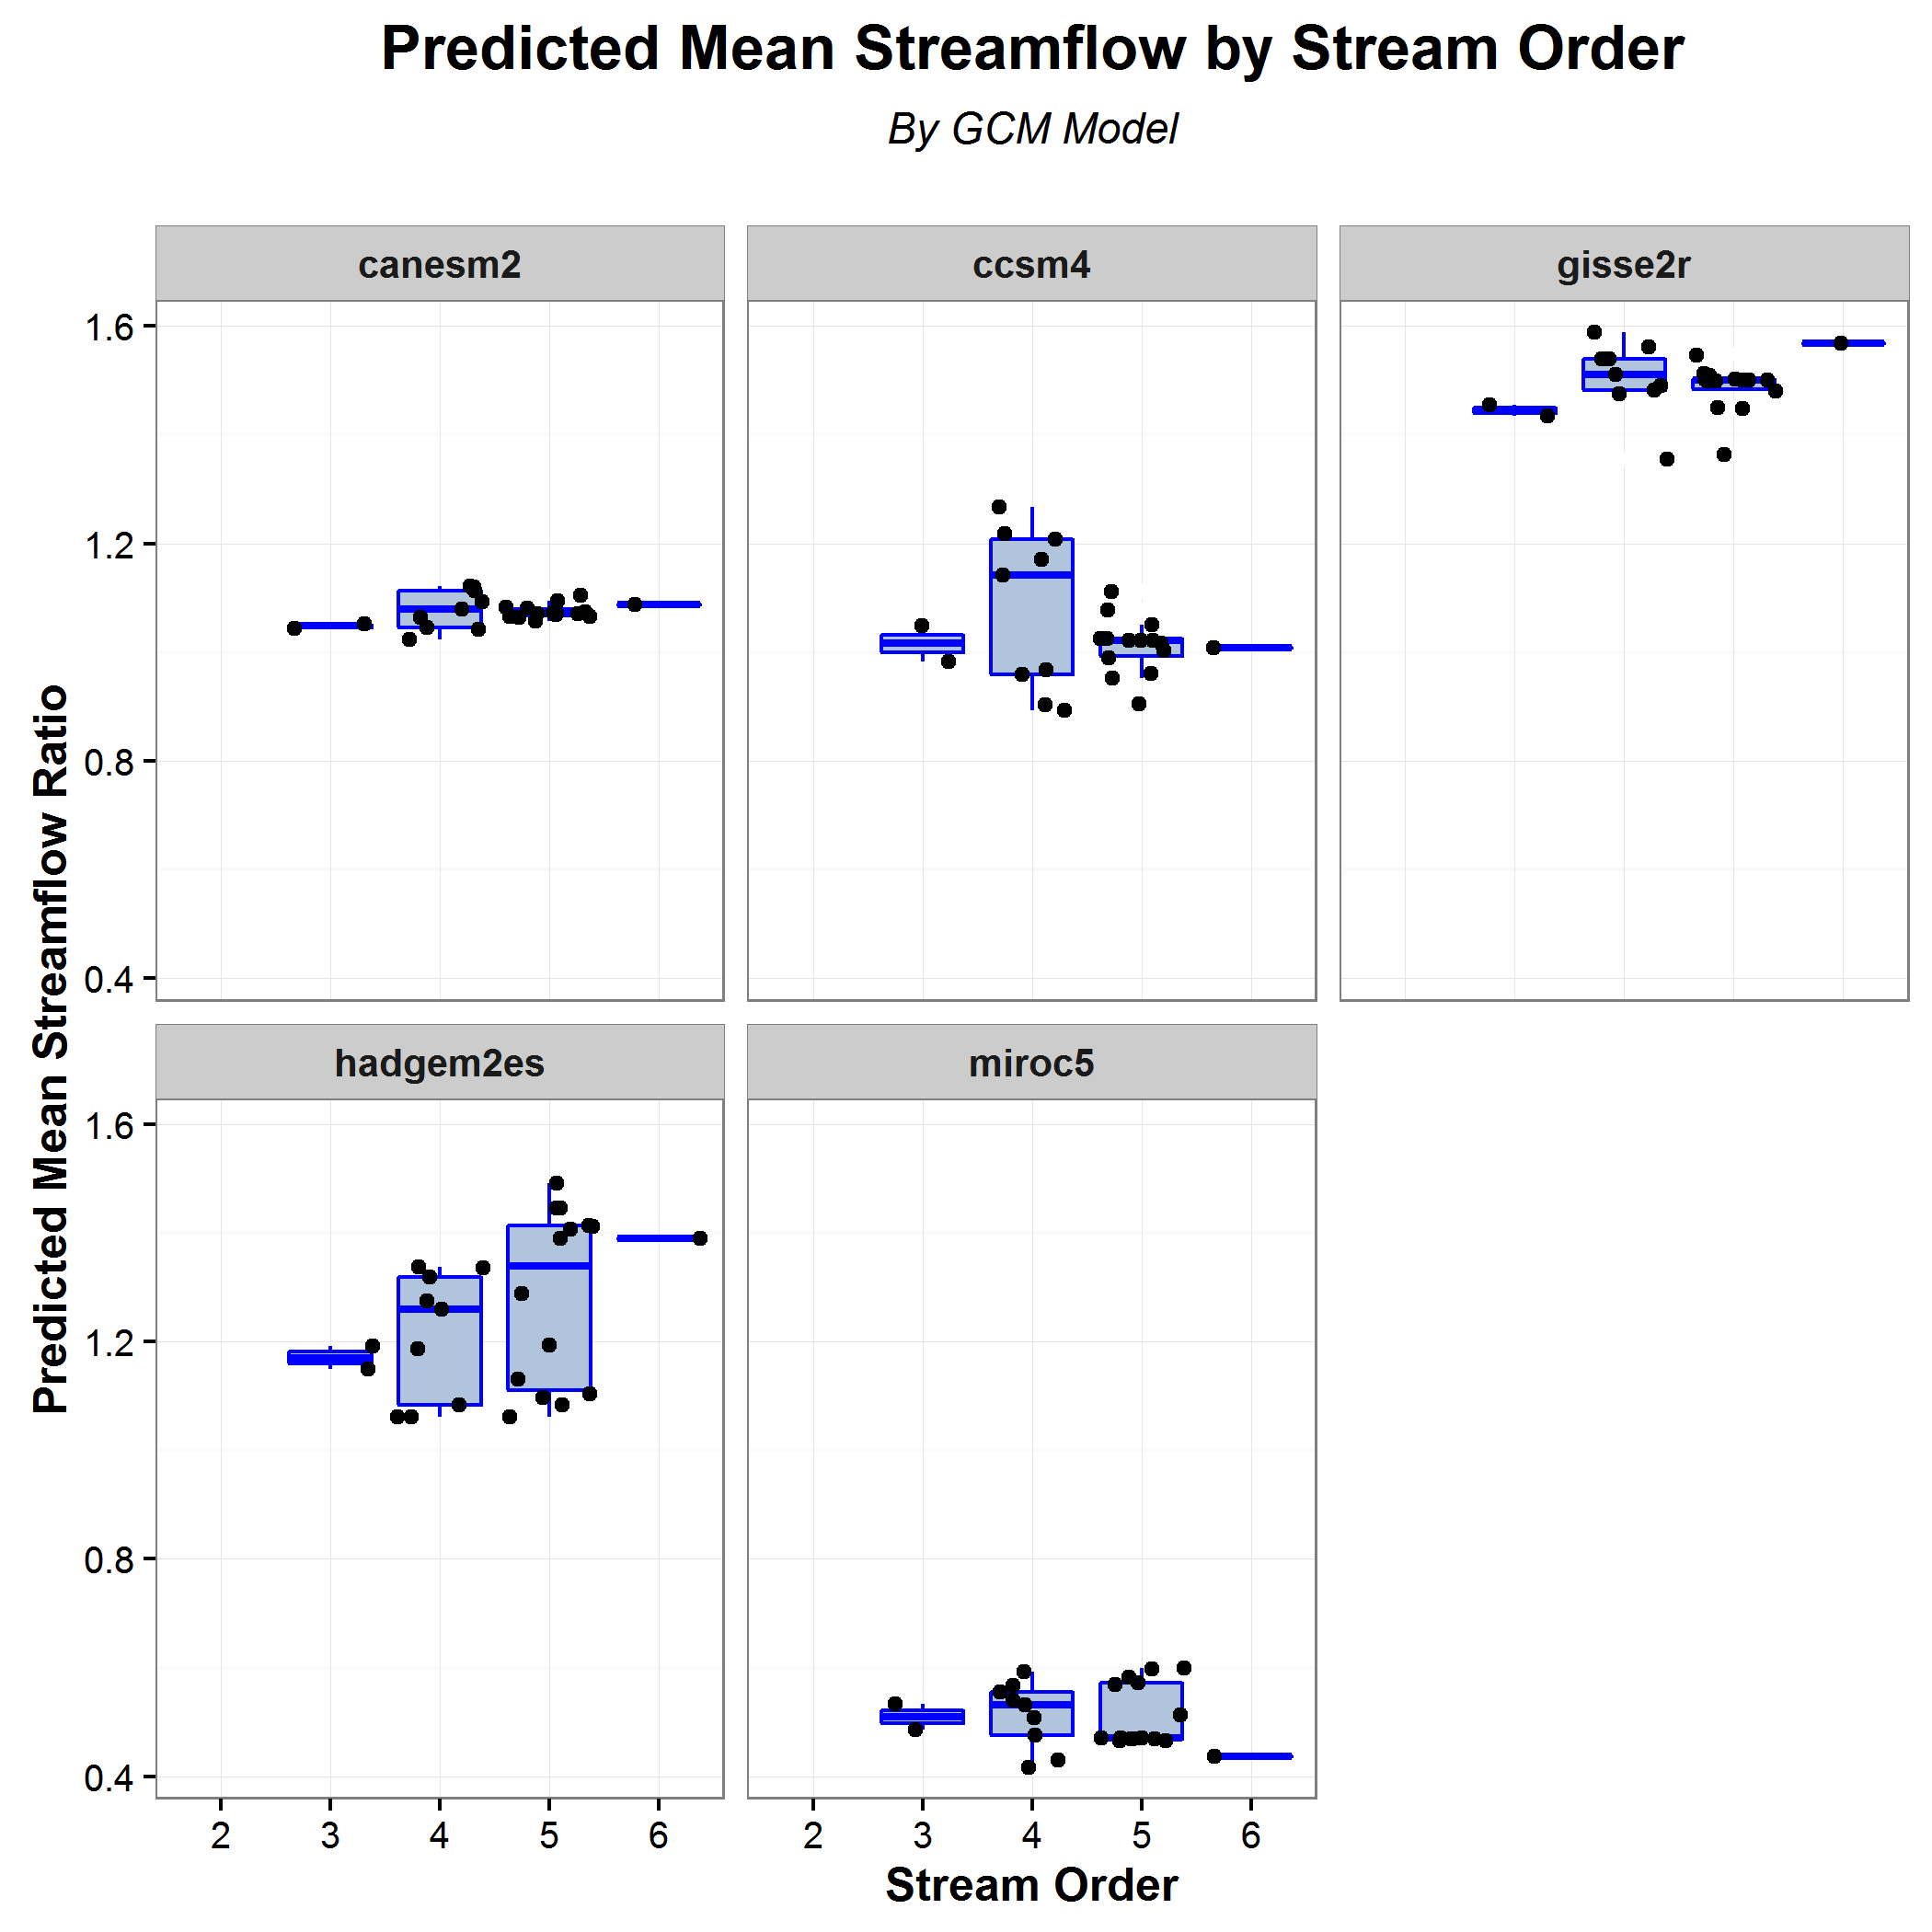 Predicted Mean Streamflow by Stream Order
By GCM Model
canesm2
ccsm4
gisse2r
1.6
1.2
0.8
0.4
Predicted Mean Streamflow Ratio
hadgem2es
miroc5
1.6
1.2
0.8
0.4
2 3 4 5 6
2 3 4 5 6
Stream Order